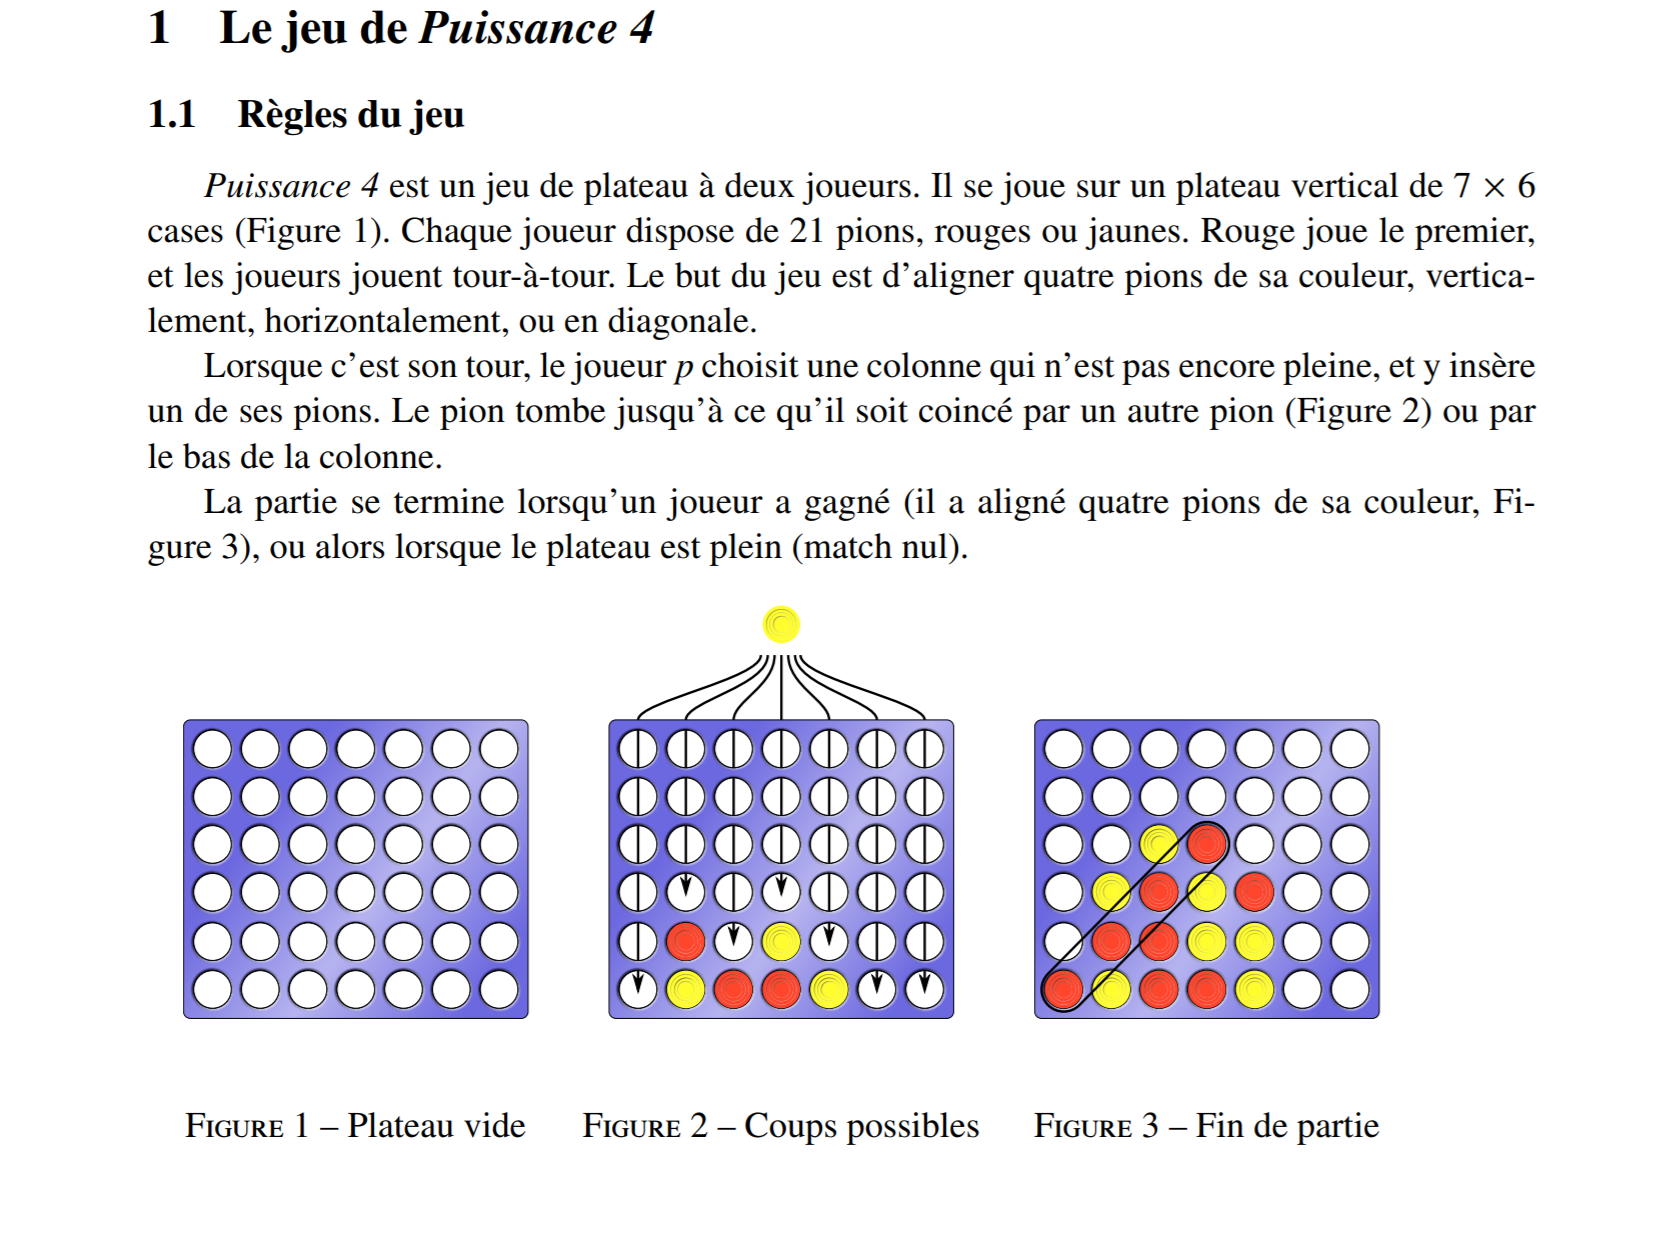 1 Le jeu de Puissance 4
1.1 Règles du jeu
Puissance 4 est un jeu de plateau à deux joueurs. Il se joue sur un plateau vertical de 7 × 6
cases (Figure 1). Chaque joueur dispose de 21 pions, rouges ou jaunes. Rouge joue le premier,
et les joueurs jouent tour-à-tour. Le but du jeu est d’aligner quatre pions de sa couleur, vertica-
lement, horizontalement, ou en diagonale.
Lorsque c’est son tour, le joueur p choisit une colonne qui n’est pas encore pleine, et y insère
un de ses pions. Le pion tombe jusqu’à ce qu’il soit coincé par un autre pion (Figure 2) ou par
le bas de la colonne.
La partie se termine lorsqu’un joueur a gagné (il a aligné quatre pions de sa couleur, Fi-
gure 3), ou alors lorsque le plateau est plein (match nul).
Figure 1 – Plateau vide
Figure 2 – Coups possibles
Figure 3 – Fin de partie